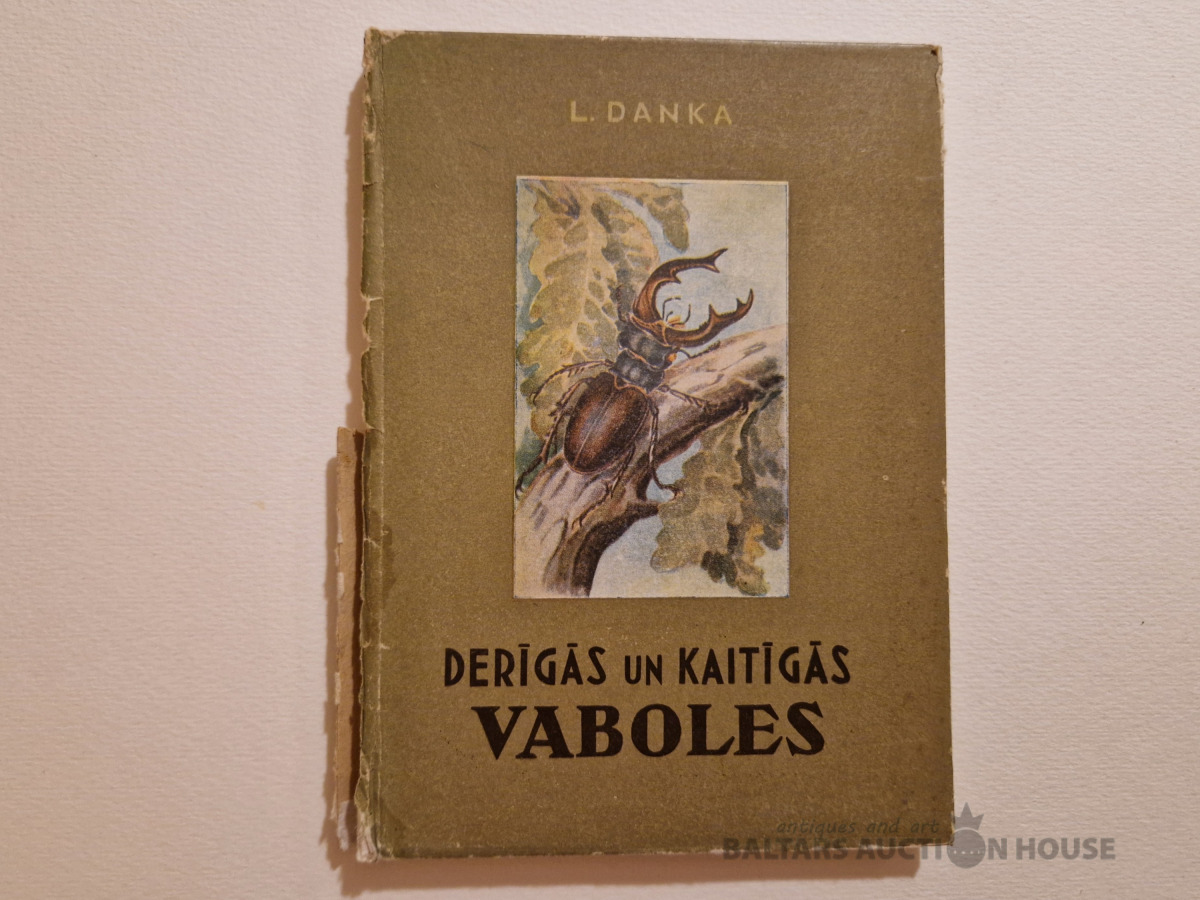 L. DANKA
DERĪGĀS UN KAITĪGĀS
VABOLES
antiques and art
BALTARS AUCTION HOUSE